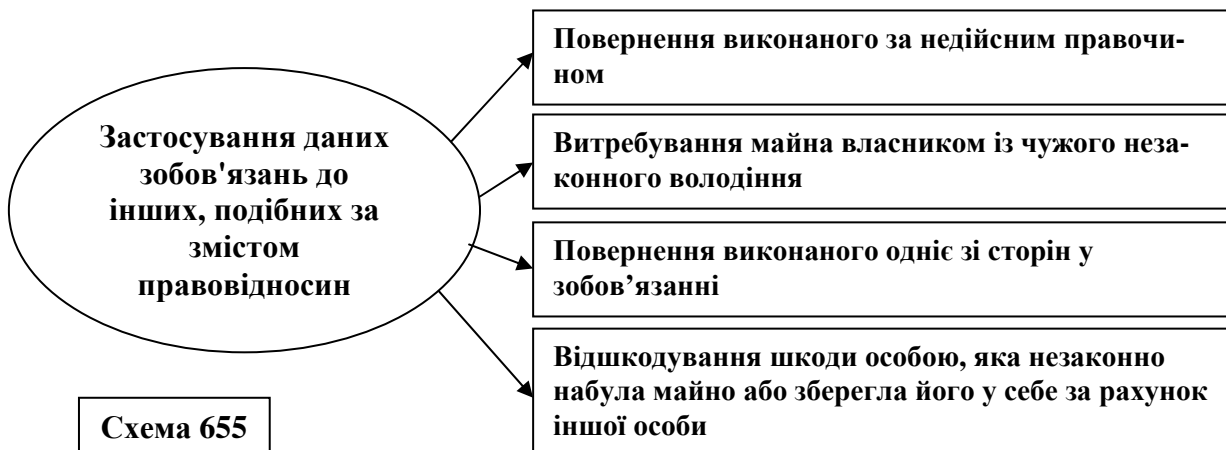 Застосування даних
зобов'язань до
інших, подібних за
змістом
правовідносин
Повернення виконаного за недійсним правочи-
ном
Витребування майна власником із чужого неза-
конного володіння
Повернення виконаного одніє зі сторін у
зобов’язанні
Відшкодування шкоди особою, яка незаконно
набула майно або зберегла його у себе за рахунок
іншої особи
Схема 655